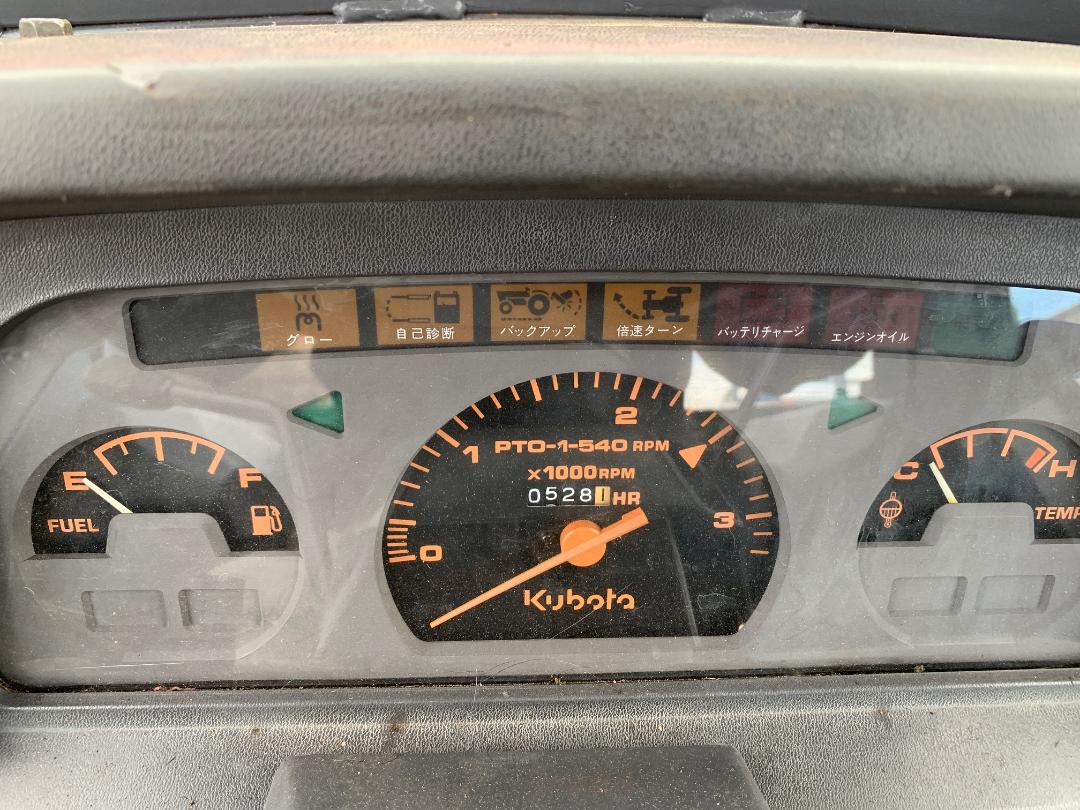 グロー
自己診断
バックアップ
倍速ターン
バッテリチャージ
エンジンオイル
E
F
FUEL
0
1
2
3
PTO-1-540 RPM
x1000RPM
05281HR
Kubota
C
H
TEMP